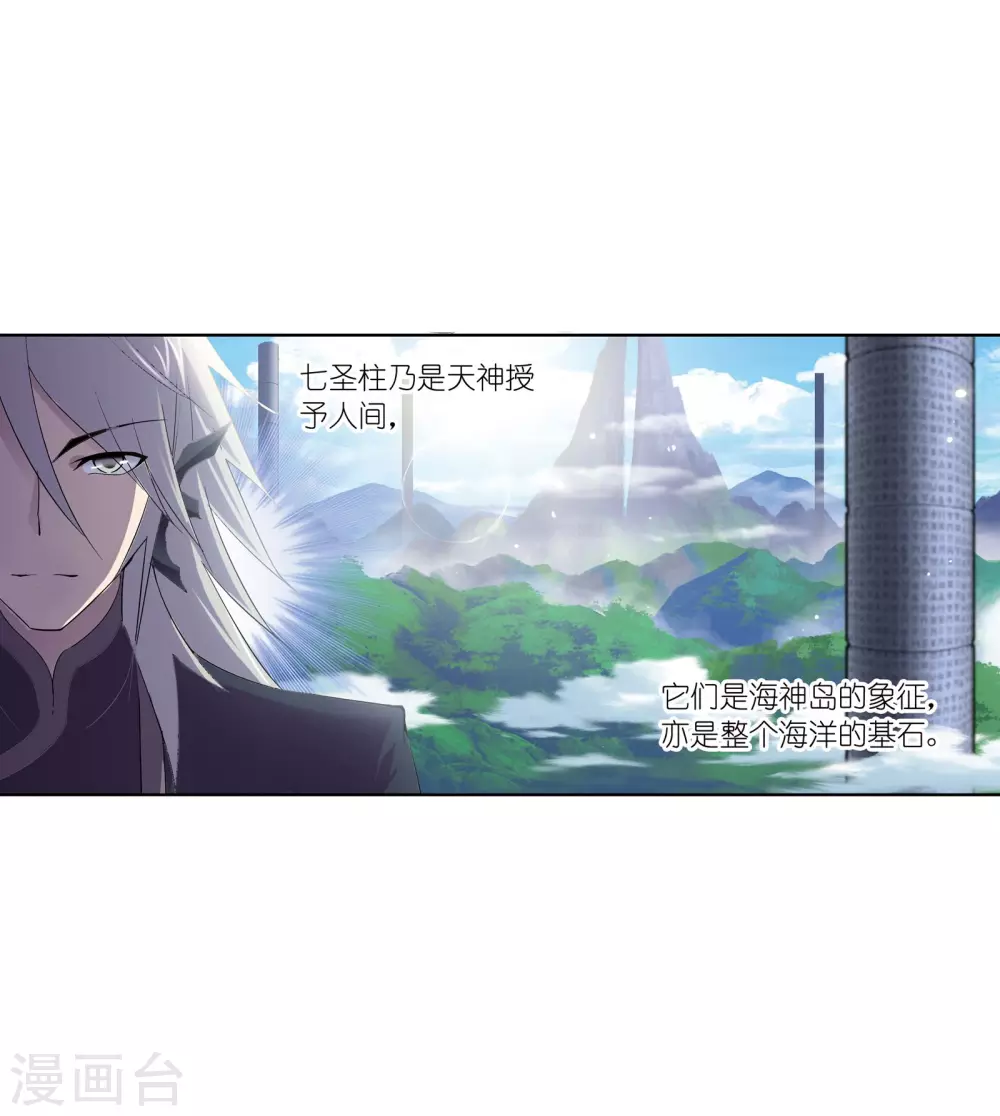 七圣柱乃是天神授
予人间，
它们是海神岛的象征，
亦是整个海洋的基石。
漫画台